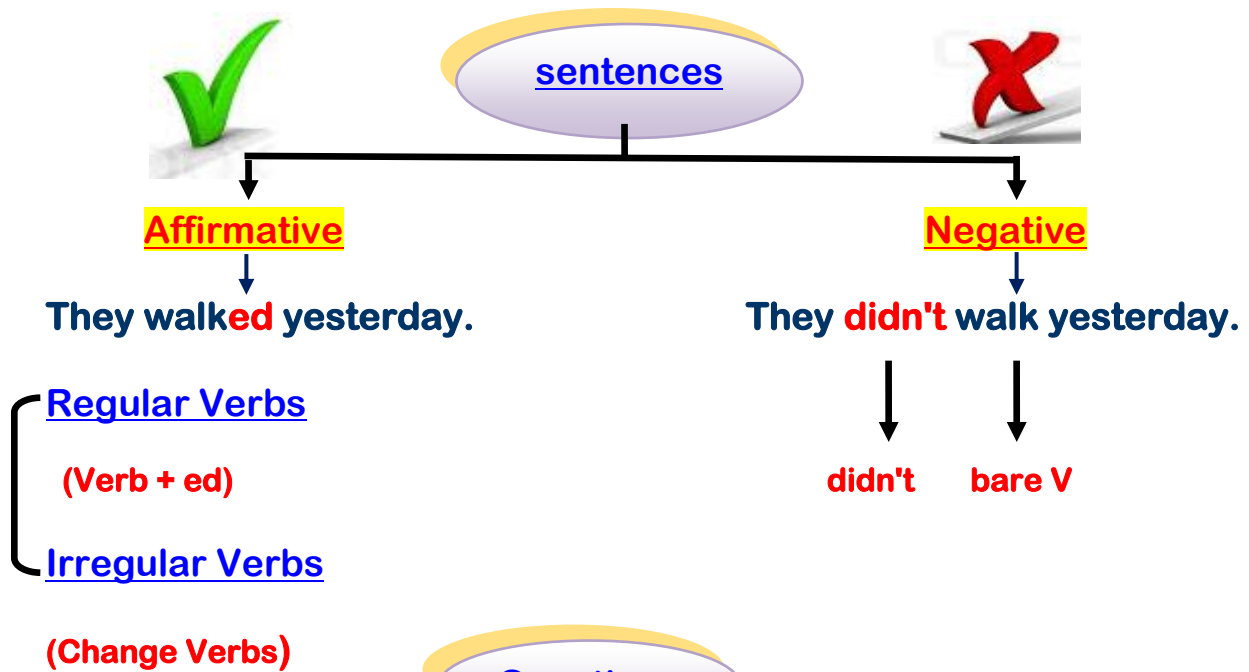 sentences
Affirmative
Negative
They walked yesterday.
They didn't walk yesterday.
Regular Verbs
(Verb + ed)
didn't bare V
Irregular Verbs
(Change Verbs)